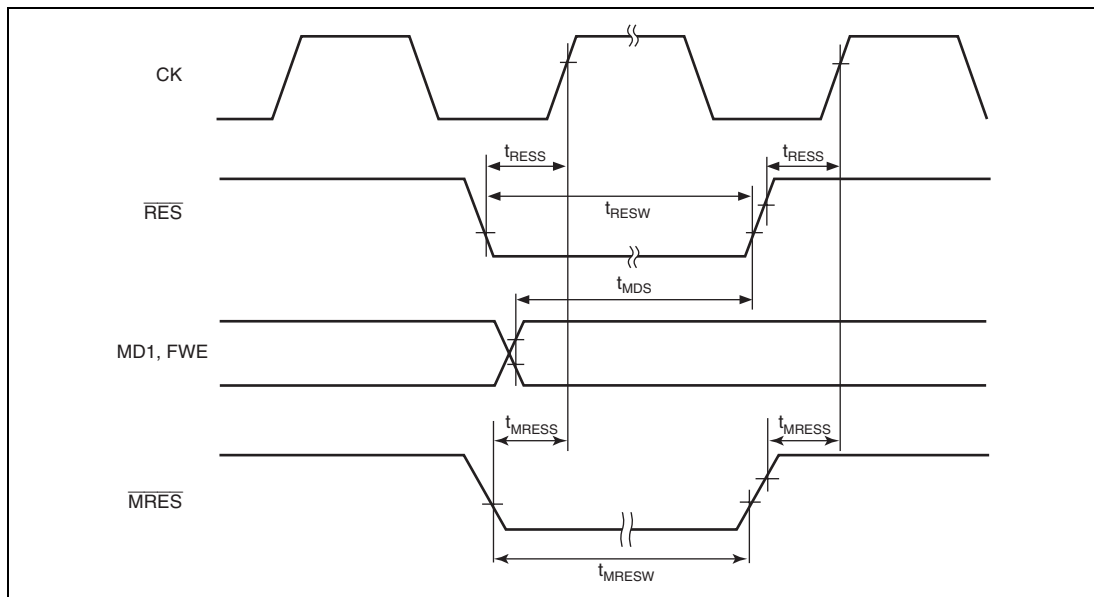 CK
tRESS
tRESS
RES
tRESW
tMDS
MD1, FWE
tMRESS
tMRESS
MRES
tMRESW